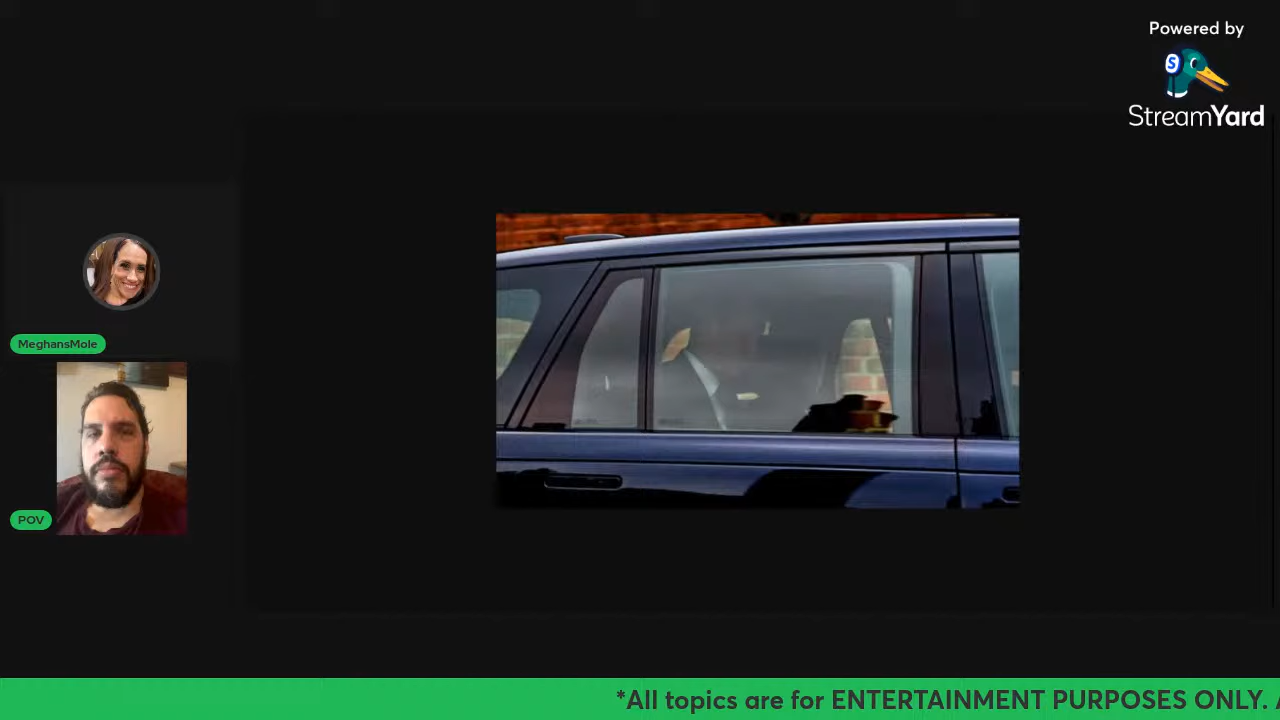 Powered by
S
StreamYard
MeghansMole
POV
*All topics are for ENTERTAINMENT PURPOSES ONLY.